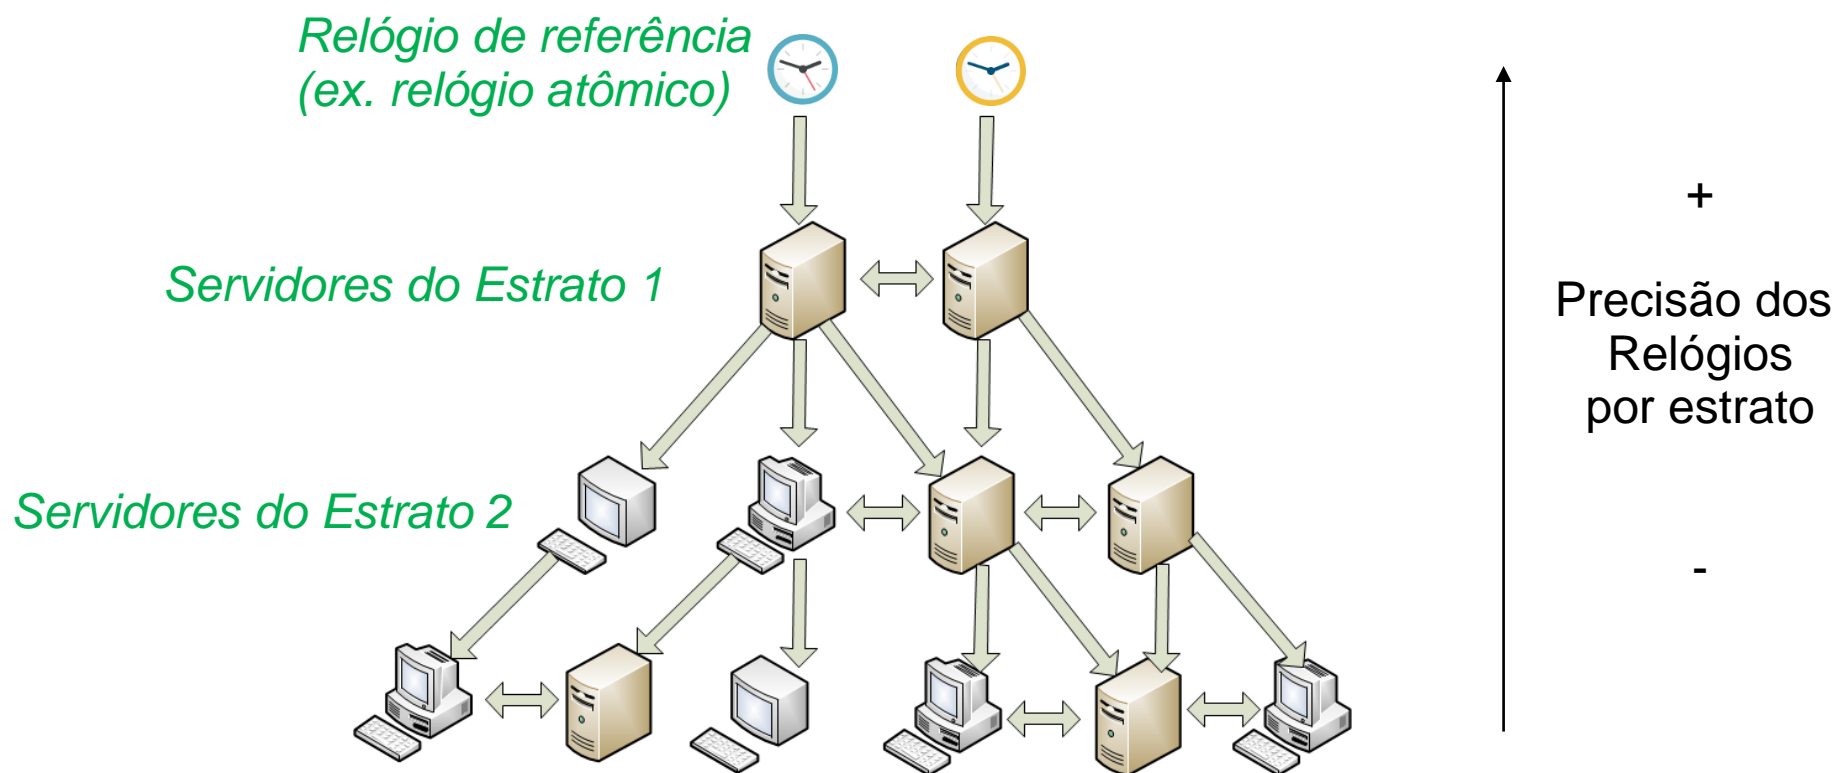 Relógio de referência
(ex. relógio atômico)
+
Servidores do Estrato 1
Precisão dos
Relógios
por estrato
Servidores do Estrato 2
-